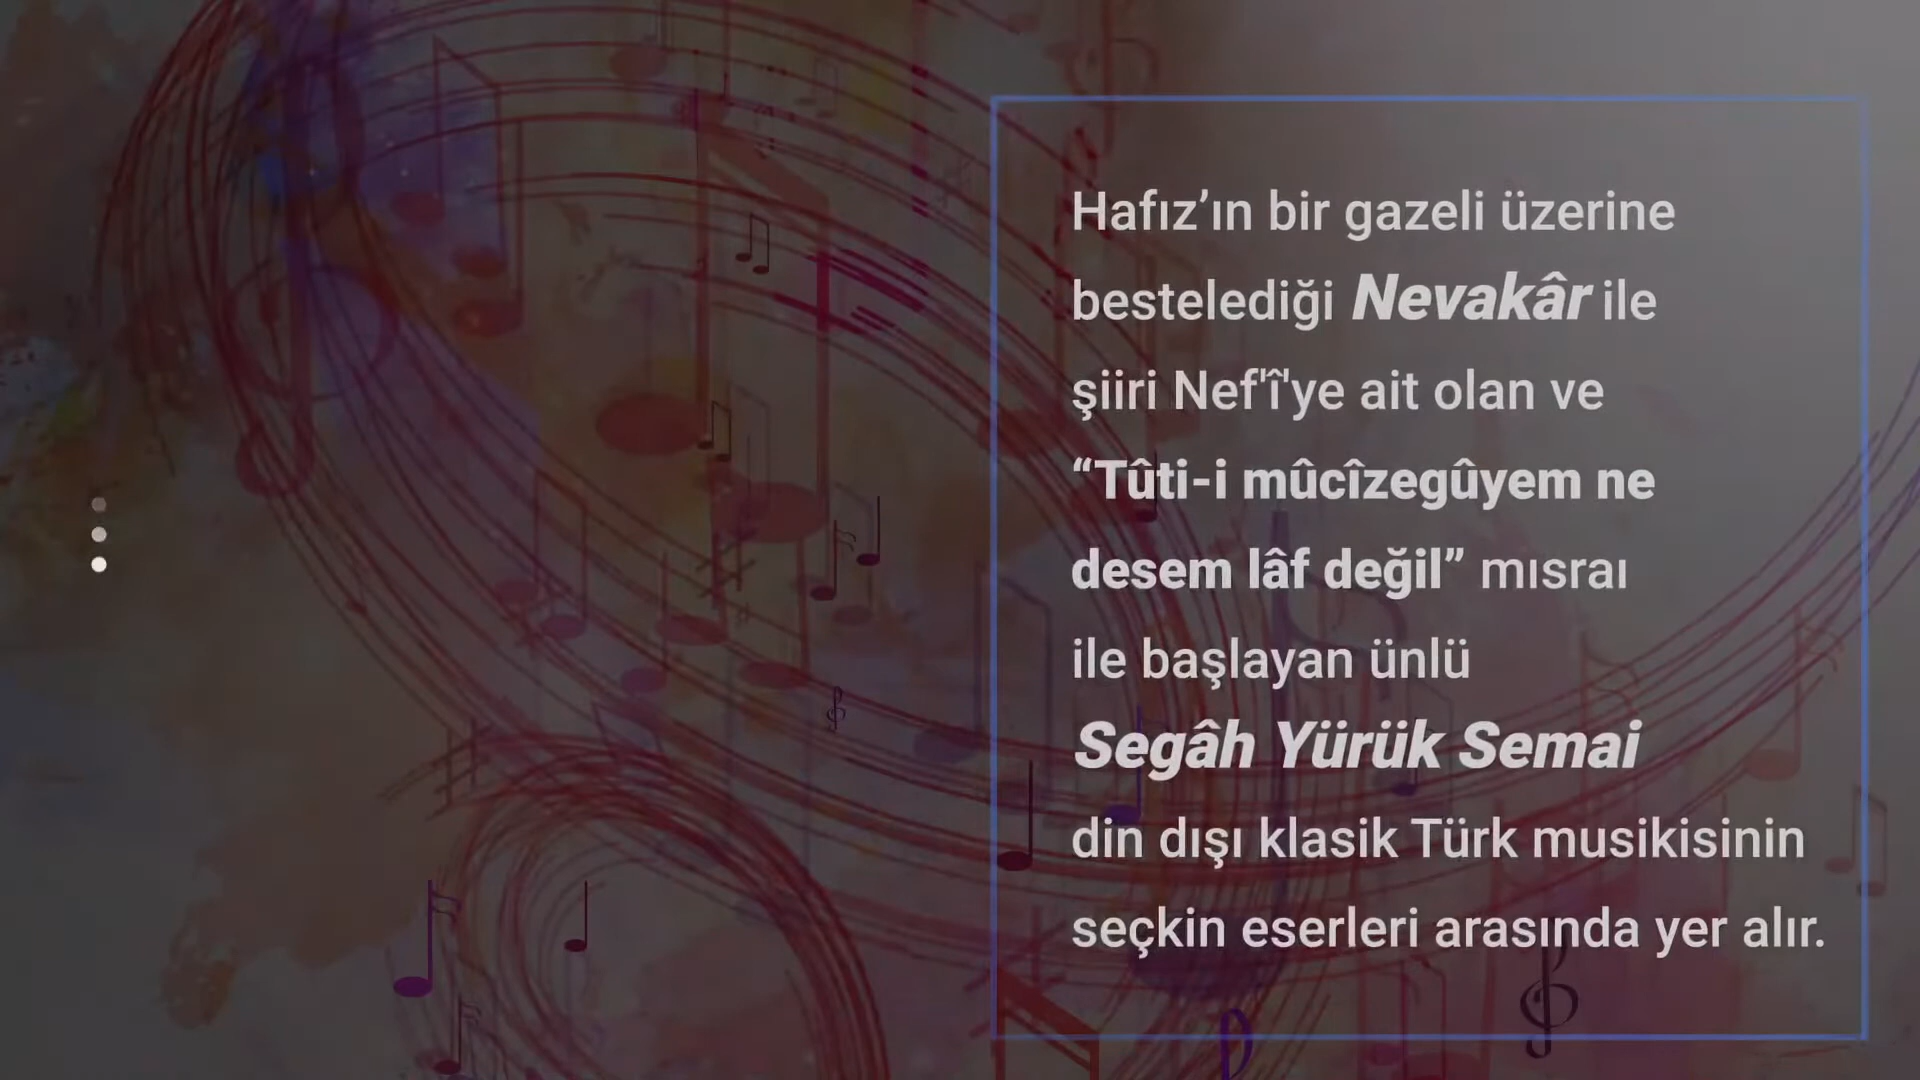 Hafız’ın bir gazeli üzerine
bestelediği Nevakâr ile
şiiri Nef'î'ye ait olan ve
“Tûti-i mûcîzegûyem ne
desem lâf değil” mısraı
ile başlayan ünlü
Segâh Yürük Semai
din dışı klasik Türk musikisinin
seçkin eserleri arasında yer alır.